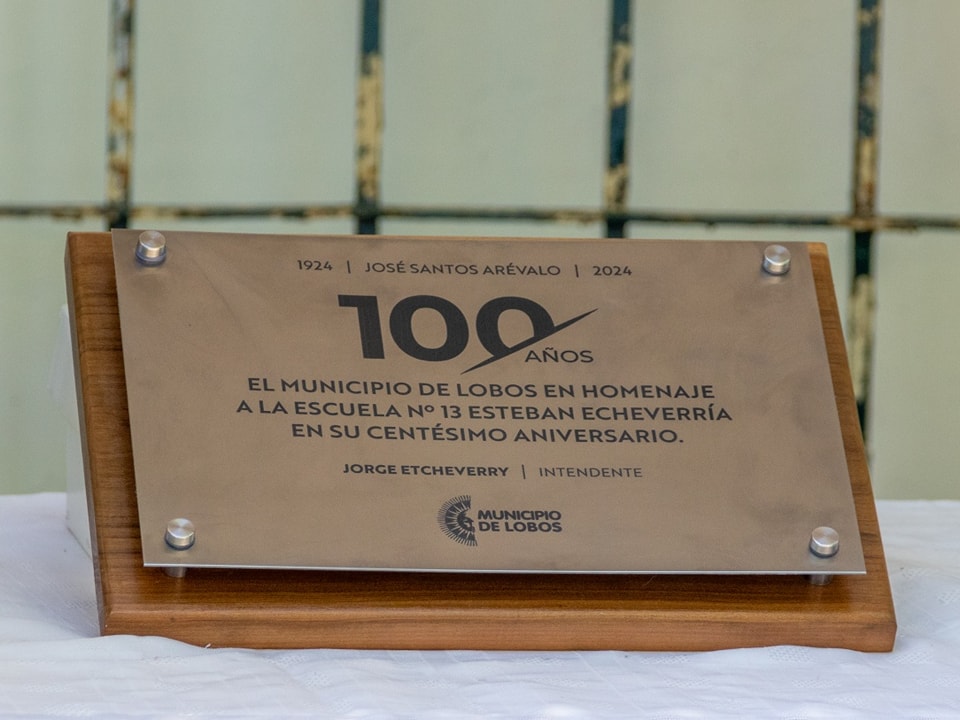 1924 | JOSÉ SANTOS ARÉVALO | 2024
100
AÑOS
EL MUNICIPIO DE LOBOS EN HOMENAJE
A LA ESCUELA Nº 13 ESTEBAN ECHEVERRÍA
EN SU CENTÉSIMO ANIVERSARIO.
JORGE ETCHEVERRY | INTENDENTE
MUNICIPIO
DE LOBOS